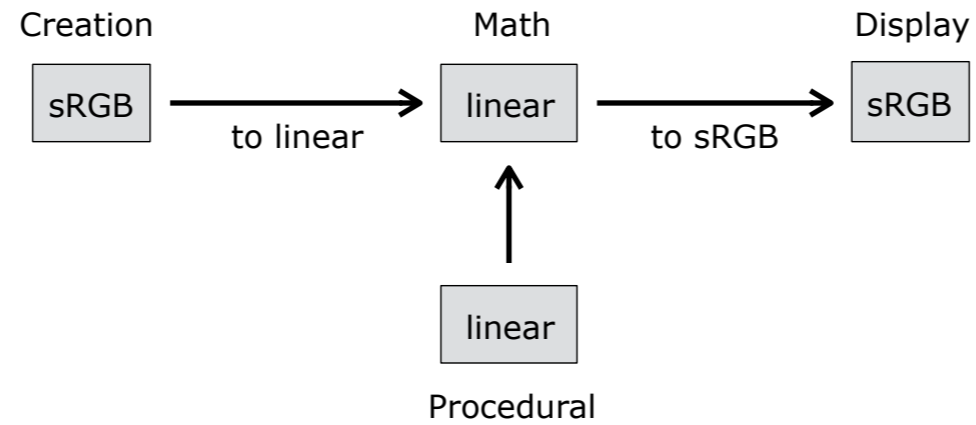 Creation
Math
Display
sRGB
linear
sRGB
to linear
to sRGB
linear
Procedural